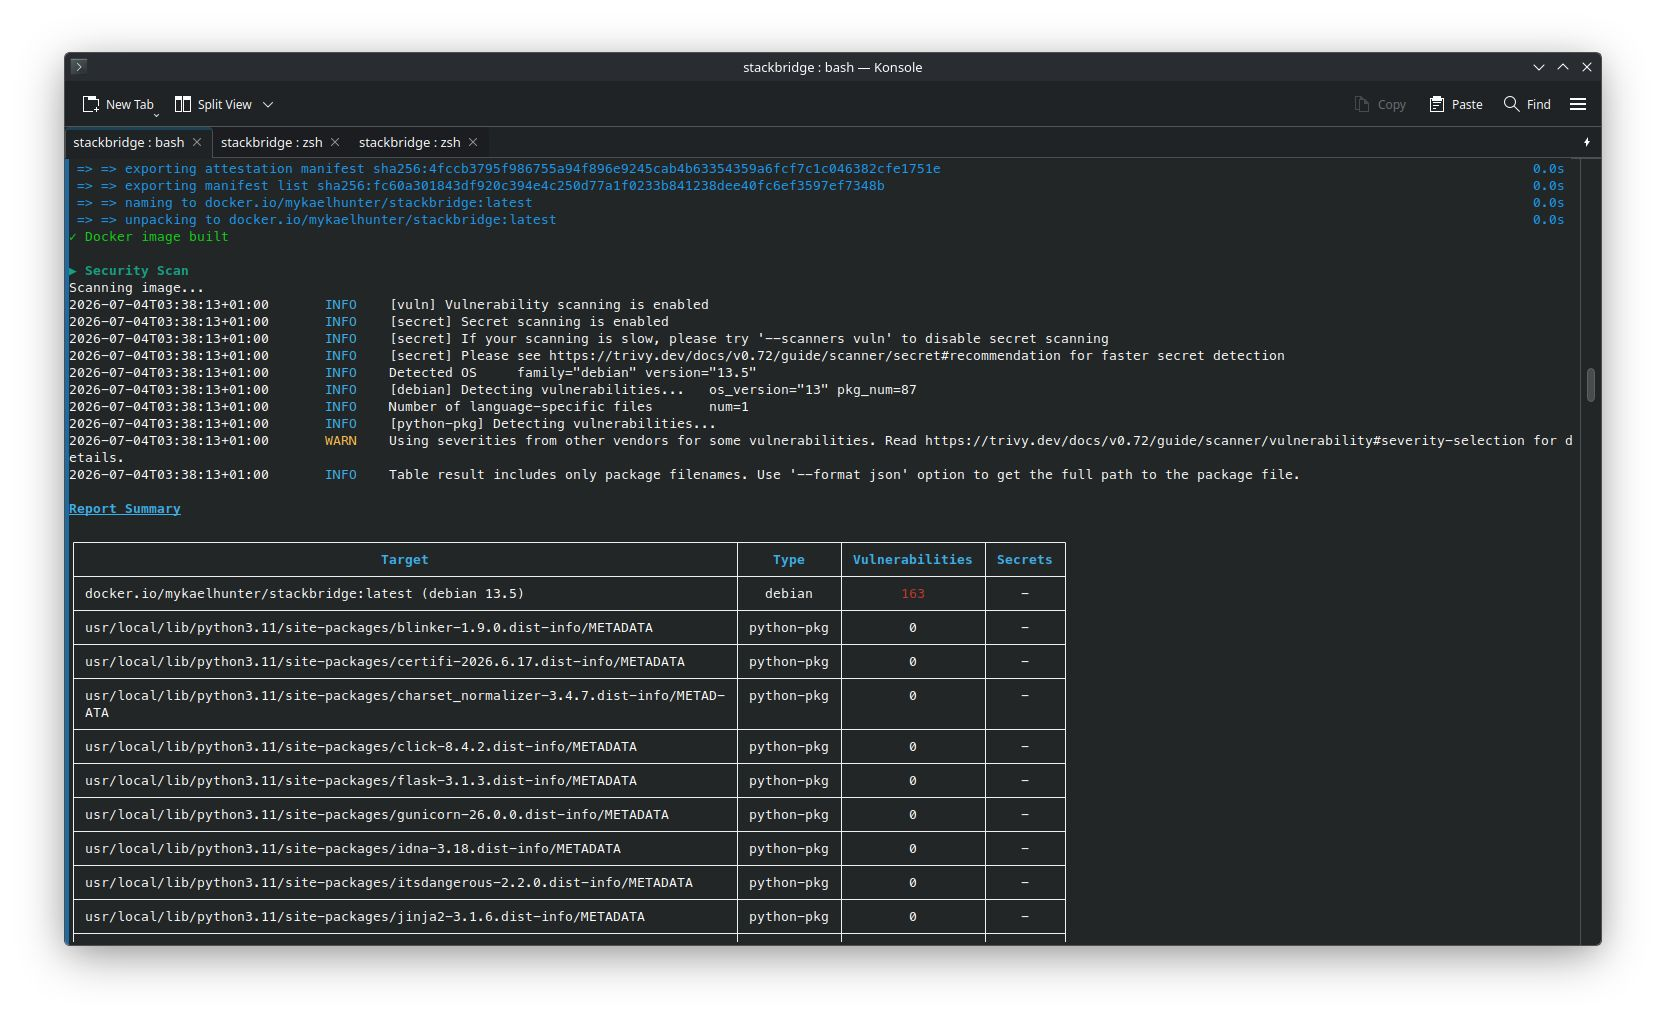 stackbridge : bash — Konsole
New Tab Split View Copy Paste Find
stackbridge : bash stackbridge : zsh stackbridge : zsh
=> => exporting attestation manifest sha256:4fccb3795f986755a94f896e9245cab4b63354359a6fcf7c1c046382cfe1751e 0.0s
=> => exporting manifest list sha256:fc60a301843df920c394e4c250d77a1f0233b841238dee40fc6ef3597ef7348b 0.0s
=> => naming to docker.io/mykaelhunter/stackbridge:latest 0.0s
=> => unpacking to docker.io/mykaelhunter/stackbridge:latest 0.0s
✓ Docker image built
▶ Security Scan
Scanning image...
2026-07-04T03:38:13+01:00 INFO [vuln] Vulnerability scanning is enabled
2026-07-04T03:38:13+01:00 INFO [secret] Secret scanning is enabled
2026-07-04T03:38:13+01:00 INFO [secret] If your scanning is slow, please try '--scanners vuln' to disable secret scanning
2026-07-04T03:38:13+01:00 INFO [secret] Please see https://trivy.dev/docs/v0.72/guide/scanner/secret#recommendation for faster secret detection
2026-07-04T03:38:13+01:00 INFO Detected OS family="debian" version="13.5"
2026-07-04T03:38:13+01:00 INFO [debian] Detecting vulnerabilities... os_version="13" pkg_num=87
2026-07-04T03:38:13+01:00 INFO Number of language-specific files num=1
2026-07-04T03:38:13+01:00 INFO [python-pkg] Detecting vulnerabilities...
2026-07-04T03:38:13+01:00 WARN Using severities from other vendors for some vulnerabilities. Read https://trivy.dev/docs/v0.72/guide/scanner/vulnerability#severity-selection for d
etails.
2026-07-04T03:38:13+01:00 INFO Table result includes only package filenames. Use '--format json' option to get the full path to the package file.
Report Summary
Target Type Vulnerabilities Secrets
docker.io/mykaelhunter/stackbridge:latest (debian 13.5) debian 163 -
usr/local/lib/python3.11/site-packages/blinker-1.9.0.dist-info/METADATA python-pkg 0 -
usr/local/lib/python3.11/site-packages/certifi-2026.6.17.dist-info/METADATA python-pkg 0 -
usr/local/lib/python3.11/site-packages/charset_normalizer-3.4.7.dist-info/METAD- python-pkg 0 -
ATA
usr/local/lib/python3.11/site-packages/click-8.4.2.dist-info/METADATA python-pkg 0 -
usr/local/lib/python3.11/site-packages/flask-3.1.3.dist-info/METADATA python-pkg 0 -
usr/local/lib/python3.11/site-packages/gunicorn-26.0.0.dist-info/METADATA python-pkg 0 -
usr/local/lib/python3.11/site-packages/idna-3.18.dist-info/METADATA python-pkg 0 -
usr/local/lib/python3.11/site-packages/itsdangerous-2.2.0.dist-info/METADATA python-pkg 0 -
usr/local/lib/python3.11/site-packages/jinja2-3.1.6.dist-info/METADATA python-pkg 0 -